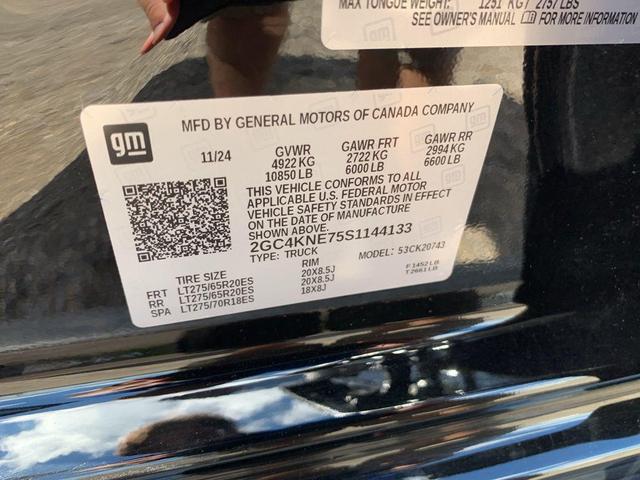 MAX TONGUE WEIGHT: 1251 KG / 2757 LBS
SEE OWNER'S MANUAL FOR MORE INFORMATION
gm
MFD BY GENERAL MOTORS OF CANADA COMPANY
11/24 GVWR GAWR FRT GAWR RR
4922 KG 2722 KG 2994 KG
10850 LB 6000 LB 6600 LB
THIS VEHICLE CONFORMS TO ALL
APPLICABLE U.S. FEDERAL MOTOR
VEHICLE SAFETY STANDARDS IN EFFECT
ON THE DATE OF MANUFACTURE
SHOWN ABOVE.
2GC4KNE75S1144133
TYPE: TRUCK MODEL: 53CK20743
TIRE SIZE RIM
FRT LT275/65R20ES 20X8.5J
RR LT275/65R20ES 20X8.5J
SPA LT275/70R18ES 18X8J
F 1452 LB
T 2661 LB